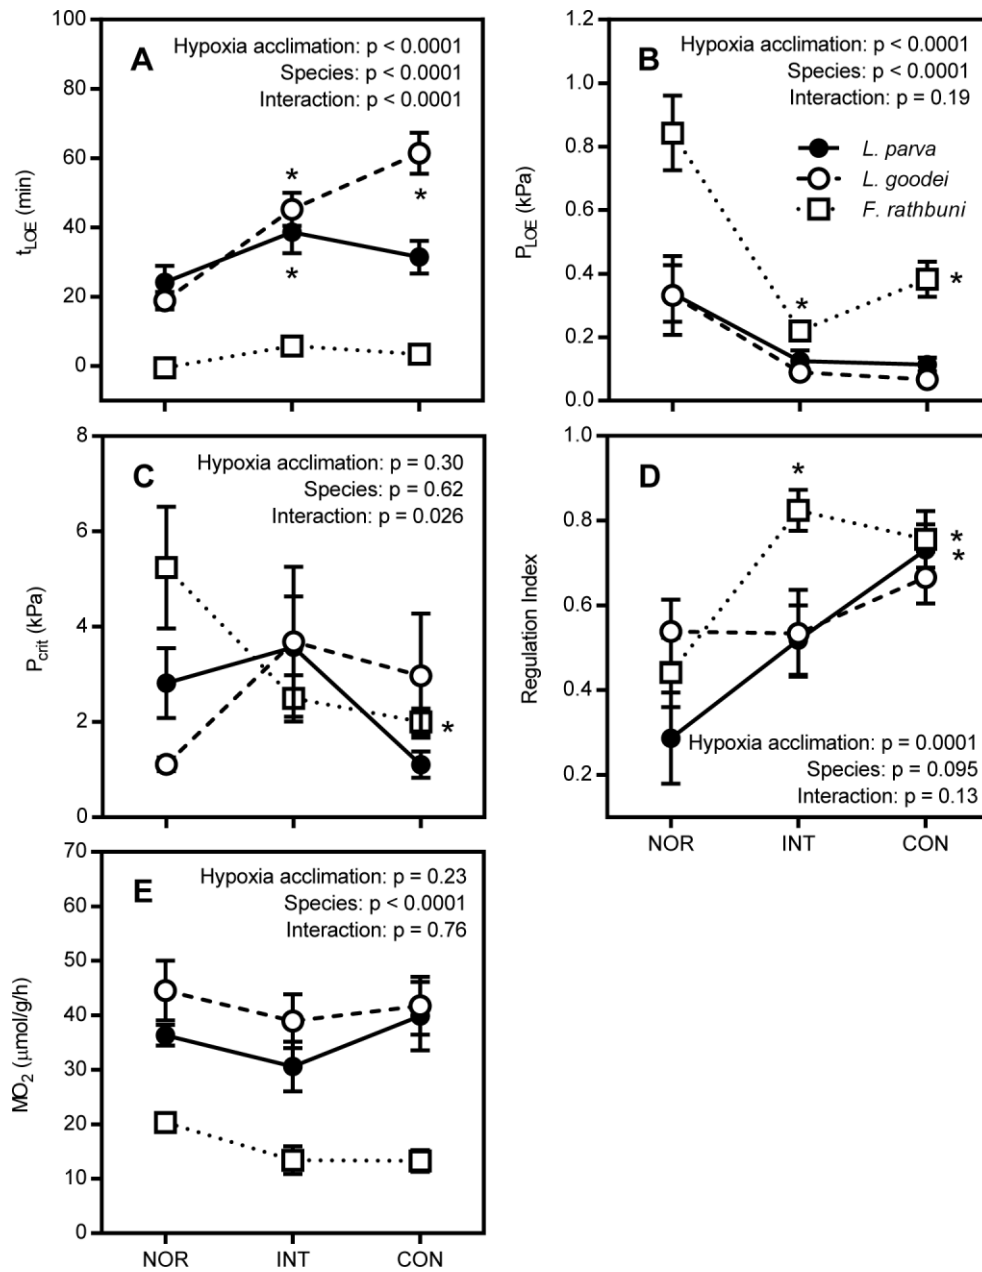 A
Hypoxia acclimation: p < 0.0001
Species: p < 0.0001
Interaction: p < 0.0001
100
80
60
40
20
0
t_LOE (min)
*
*
*
B
Hypoxia acclimation: p < 0.0001
Species: p < 0.0001
Interaction: p = 0.19
L. parva
L. goodei
F. rathbuni
1.2
1.0
0.8
0.6
0.4
0.2
0.0
P_LOE (kPa)
*
*
C
Hypoxia acclimation: p = 0.30
Species: p = 0.62
Interaction: p = 0.026
8
6
4
2
0
P_crit (kPa)
*
D
1.0
0.8
0.6
0.4
0.2
Regulation Index
*
*
*
Hypoxia acclimation: p = 0.0001
Species: p = 0.095
Interaction: p = 0.13
NOR INT CON
E
Hypoxia acclimation: p = 0.23
Species: p < 0.0001
Interaction: p = 0.76
70
60
50
40
30
20
10
0
MO₂ (μmol/g/h)
NOR INT CON